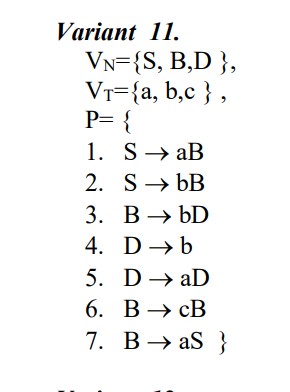 Variant 11.
VN={S, B,D },
VT={a, b,c } ,
P= {
1. S → aB
2. S → bB
3. B → bD
4. D → b
5. D → aD
6. B → cB
7. B → aS }